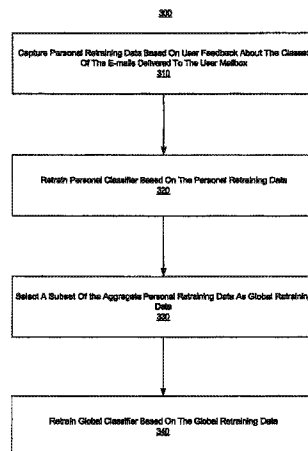 300
Capture Personal Retraining Data Based On User Feedback About The Classes
Of The E-mails Delivered To The User Mailbox
310
Retrain Personal Classifier Based On The Personal Retraining Data
320
Select A Subset Of the Aggregate Personal Retraining Data As Global Retraining
Data
330
Retrain Global Classifier Based On The Global Retraining Data
340